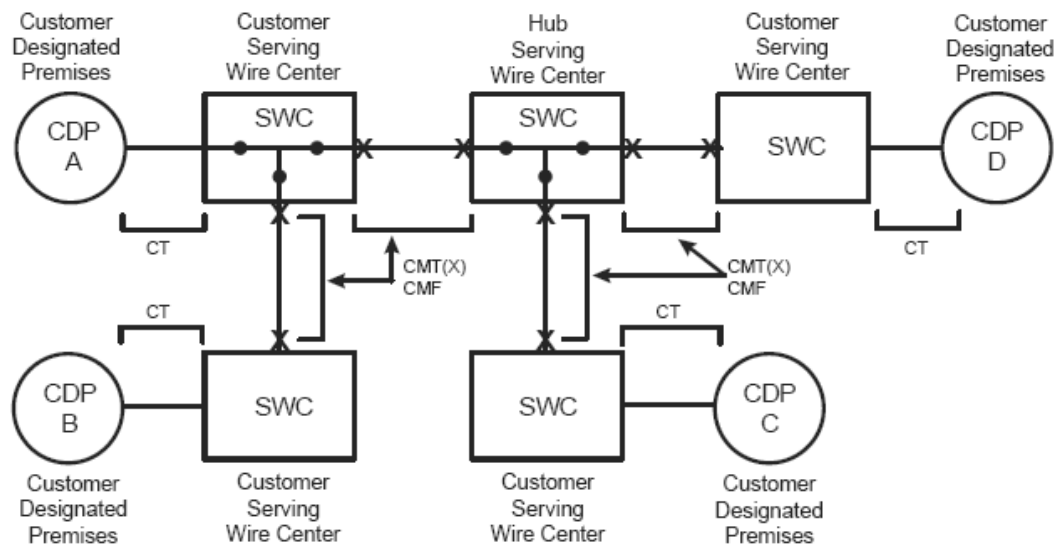 Customer
Designated
Premises
Customer
Serving
Wire Center
Hub
Serving
Wire Center
Customer
Serving
Wire Center
Customer
Designated
Premises
CDP
A
SWC
SWC
SWC
CDP
D
X
X
X
X
X
X
CT
CMT(X)
CMF
CMT(X)
CMF
CT
CT
CT
X
X
CDP
B
SWC
SWC
CDP
C
Customer
Designated
Premises
Customer
Serving
Wire Center
Customer
Serving
Wire Center
Customer
Designated
Premises